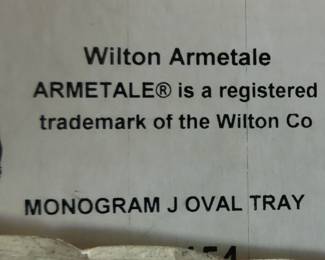 Wilton Armetale
ARMETALE® is a registered
trademark of the Wilton Co
MONOGRAM J OVAL TRAY